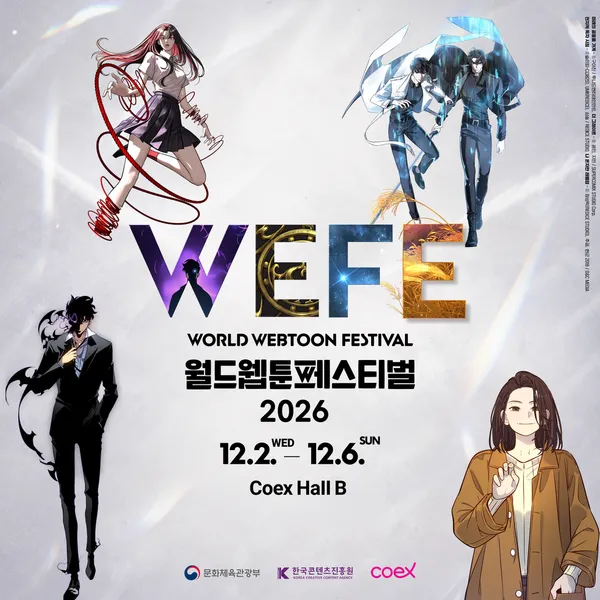 WEFE
WORLD WEBTOON FESTIVAL
월드웹툰페스티벌
2026
12.2. WED — 12.6. SUN
Coex Hall B
문화체육관광부
한국콘텐츠진흥원
KOREA CREATIVE CONTENT AGENCY
coex